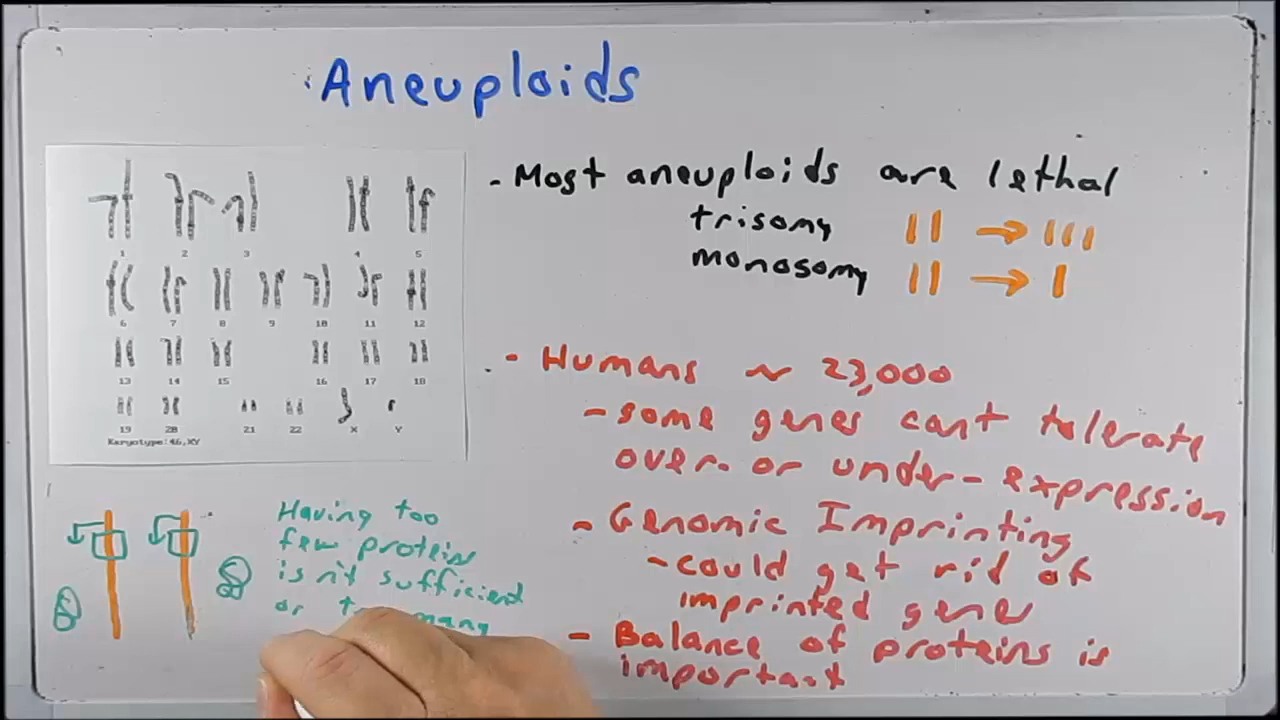 Aneuploids
1 2 3 4 5
6 7 8 9 10 11 12
13 14 15 16 17 18
19 20 21 22 X Y
Karyotype: 46,XY
- Most aneuploids are lethal
trisomy
monosomy
- Humans ~ 23,000
- some genes cant tolerate
over- or under-expression
- Genomic Imprinting
- could get rid of
imprinted gene
- Balance of proteins is
important
Having too
few protein
isn't sufficient
or many